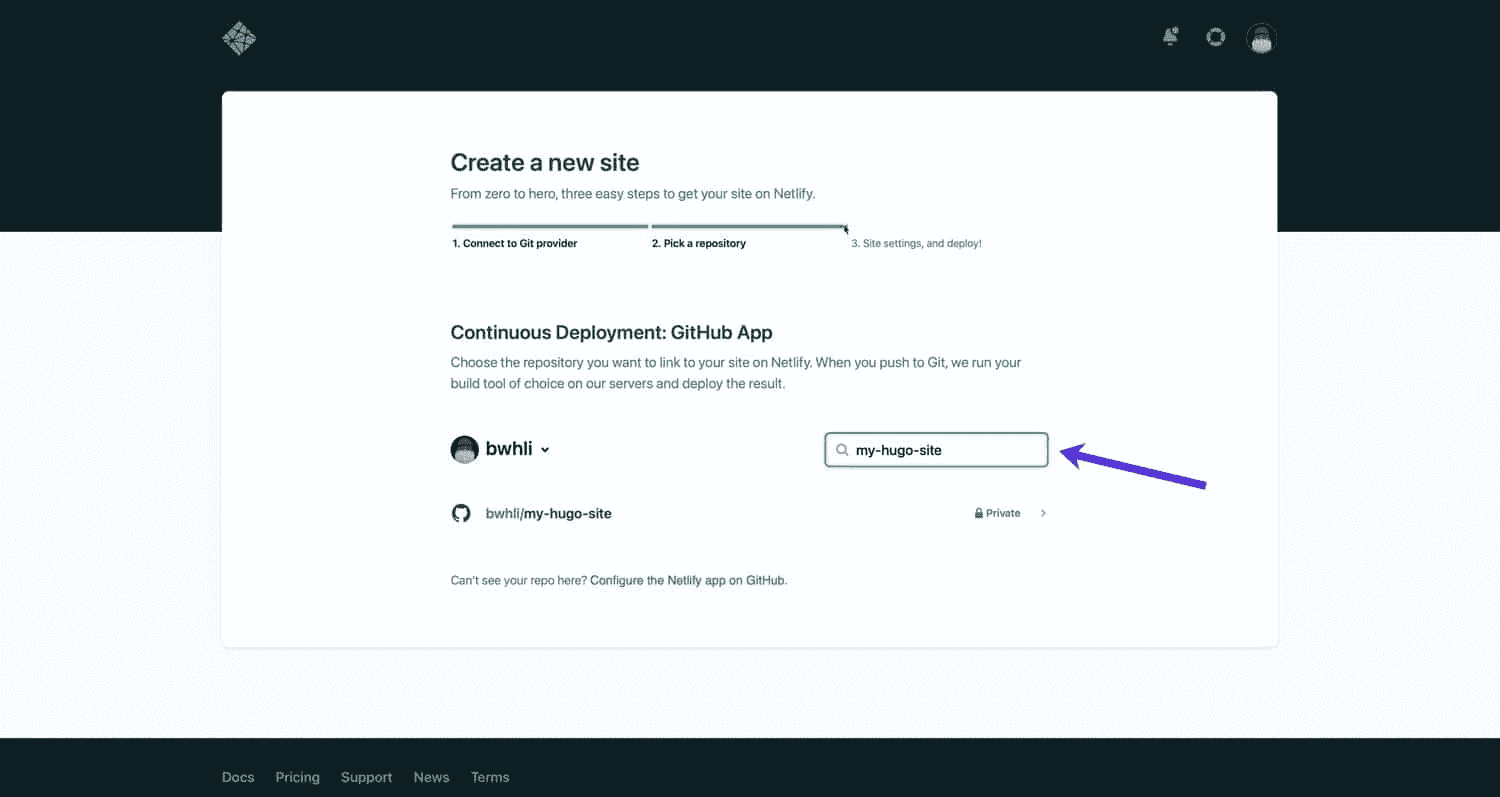 Create a new site
From zero to hero, three easy steps to get your site on Netlify.
1. Connect to Git provider
2. Pick a repository
3. Site settings, and deploy!
Continuous Deployment: GitHub App
Choose the repository you want to link to your site on Netlify. When you push to Git, we run your
build tool of choice on our servers and deploy the result.
bwhli
my-hugo-site
bwhli/my-hugo-site
Private
Can't see your repo here? Configure the Netlify app on GitHub.
Docs Pricing Support News Terms